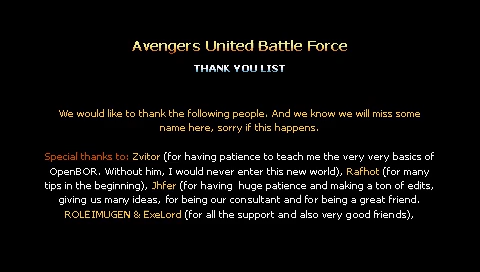 Avengers United Battle Force
THANK YOU LIST
We would like to thank the following people. And we know we will miss some
name here, sorry if this happens.
Special thanks to: Zvitor (for having patience to teach me the very very basics of
OpenBOR. Without him, I would never enter this new world), Rafhot (for many
tips in the beginning), Jhfer (for having huge patience and making a ton of edits,
giving us many ideas, for being our consultant and for being a great friend.
ROLEIMUGEN & ExeLord (for all the support and also very good friends),